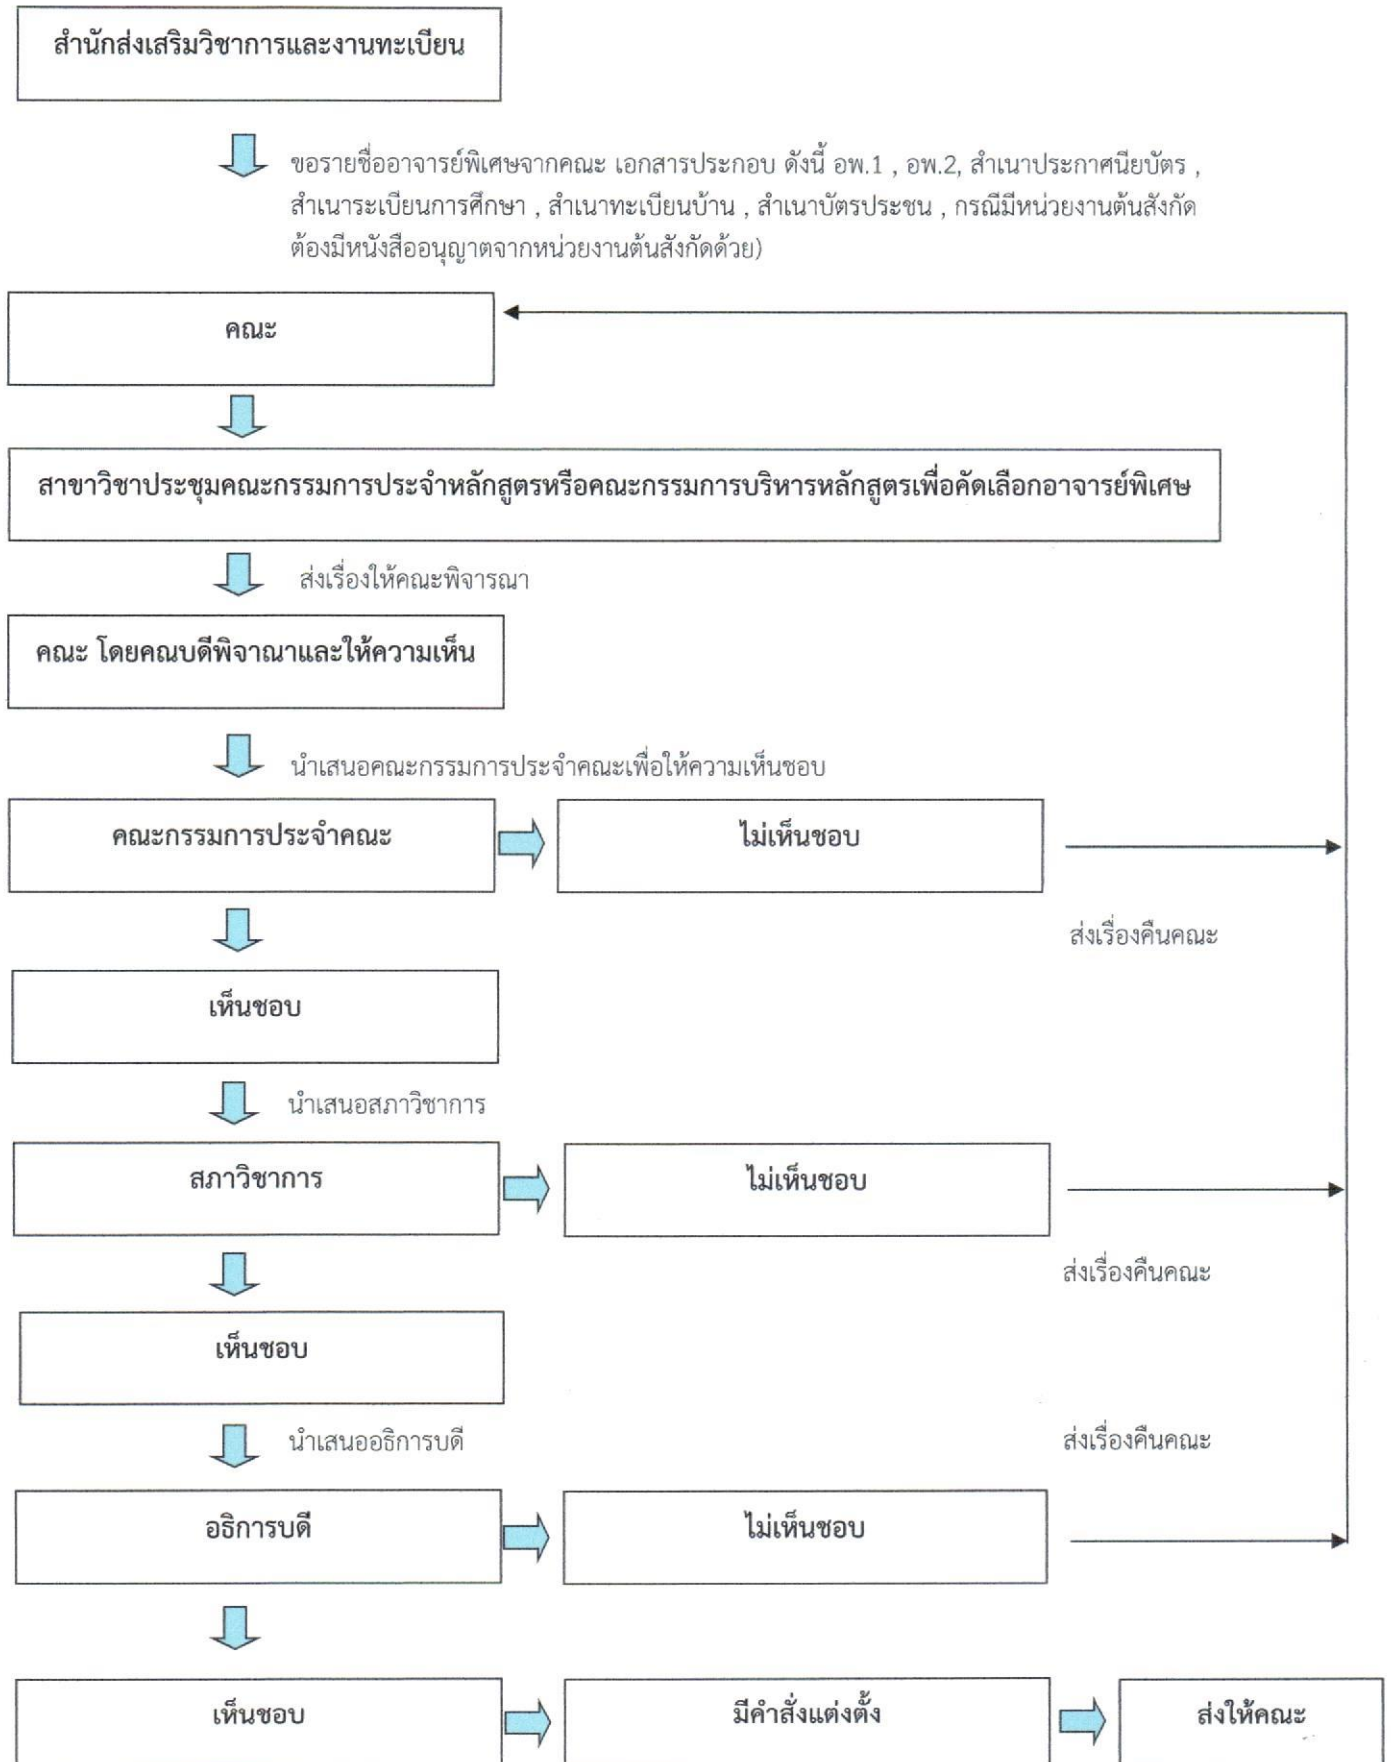 สำนักส่งเสริมวิชาการและงานทะเบียน
ขอรายชื่ออาจารย์พิเศษจากคณะ เอกสารประกอบ ดังนี้ อพ.1 , อพ.2, สำเนาประกาศนียบัตร ,
สำเนาระเบียนการศึกษา , สำเนาทะเบียนบ้าน , สำเนาบัตรประชน , กรณีมีหน่วยงานต้นสังกัด
ต้องมีหนังสืออนุญาตจากหน่วยงานต้นสังกัดด้วย)
คณะ
สาขาวิชาประชุมคณะกรรมการประจำหลักสูตรหรือคณะกรรมการบริหารหลักสูตรเพื่อคัดเลือกอาจารย์พิเศษ
ส่งเรื่องให้คณะพิจารณา
คณะ โดยคณบดีพิจาณาและให้ความเห็น
นำเสนอคณะกรรมการประจำคณะเพื่อให้ความเห็นชอบ
คณะกรรมการประจำคณะ
ไม่เห็นชอบ
ส่งเรื่องคืนคณะ
เห็นชอบ
นำเสนอสภาวิชาการ
สภาวิชาการ
ไม่เห็นชอบ
ส่งเรื่องคืนคณะ
เห็นชอบ
นำเสนออธิการบดี
ส่งเรื่องคืนคณะ
อธิการบดี
ไม่เห็นชอบ
เห็นชอบ
มีคำสั่งแต่งตั้ง
ส่งให้คณะ